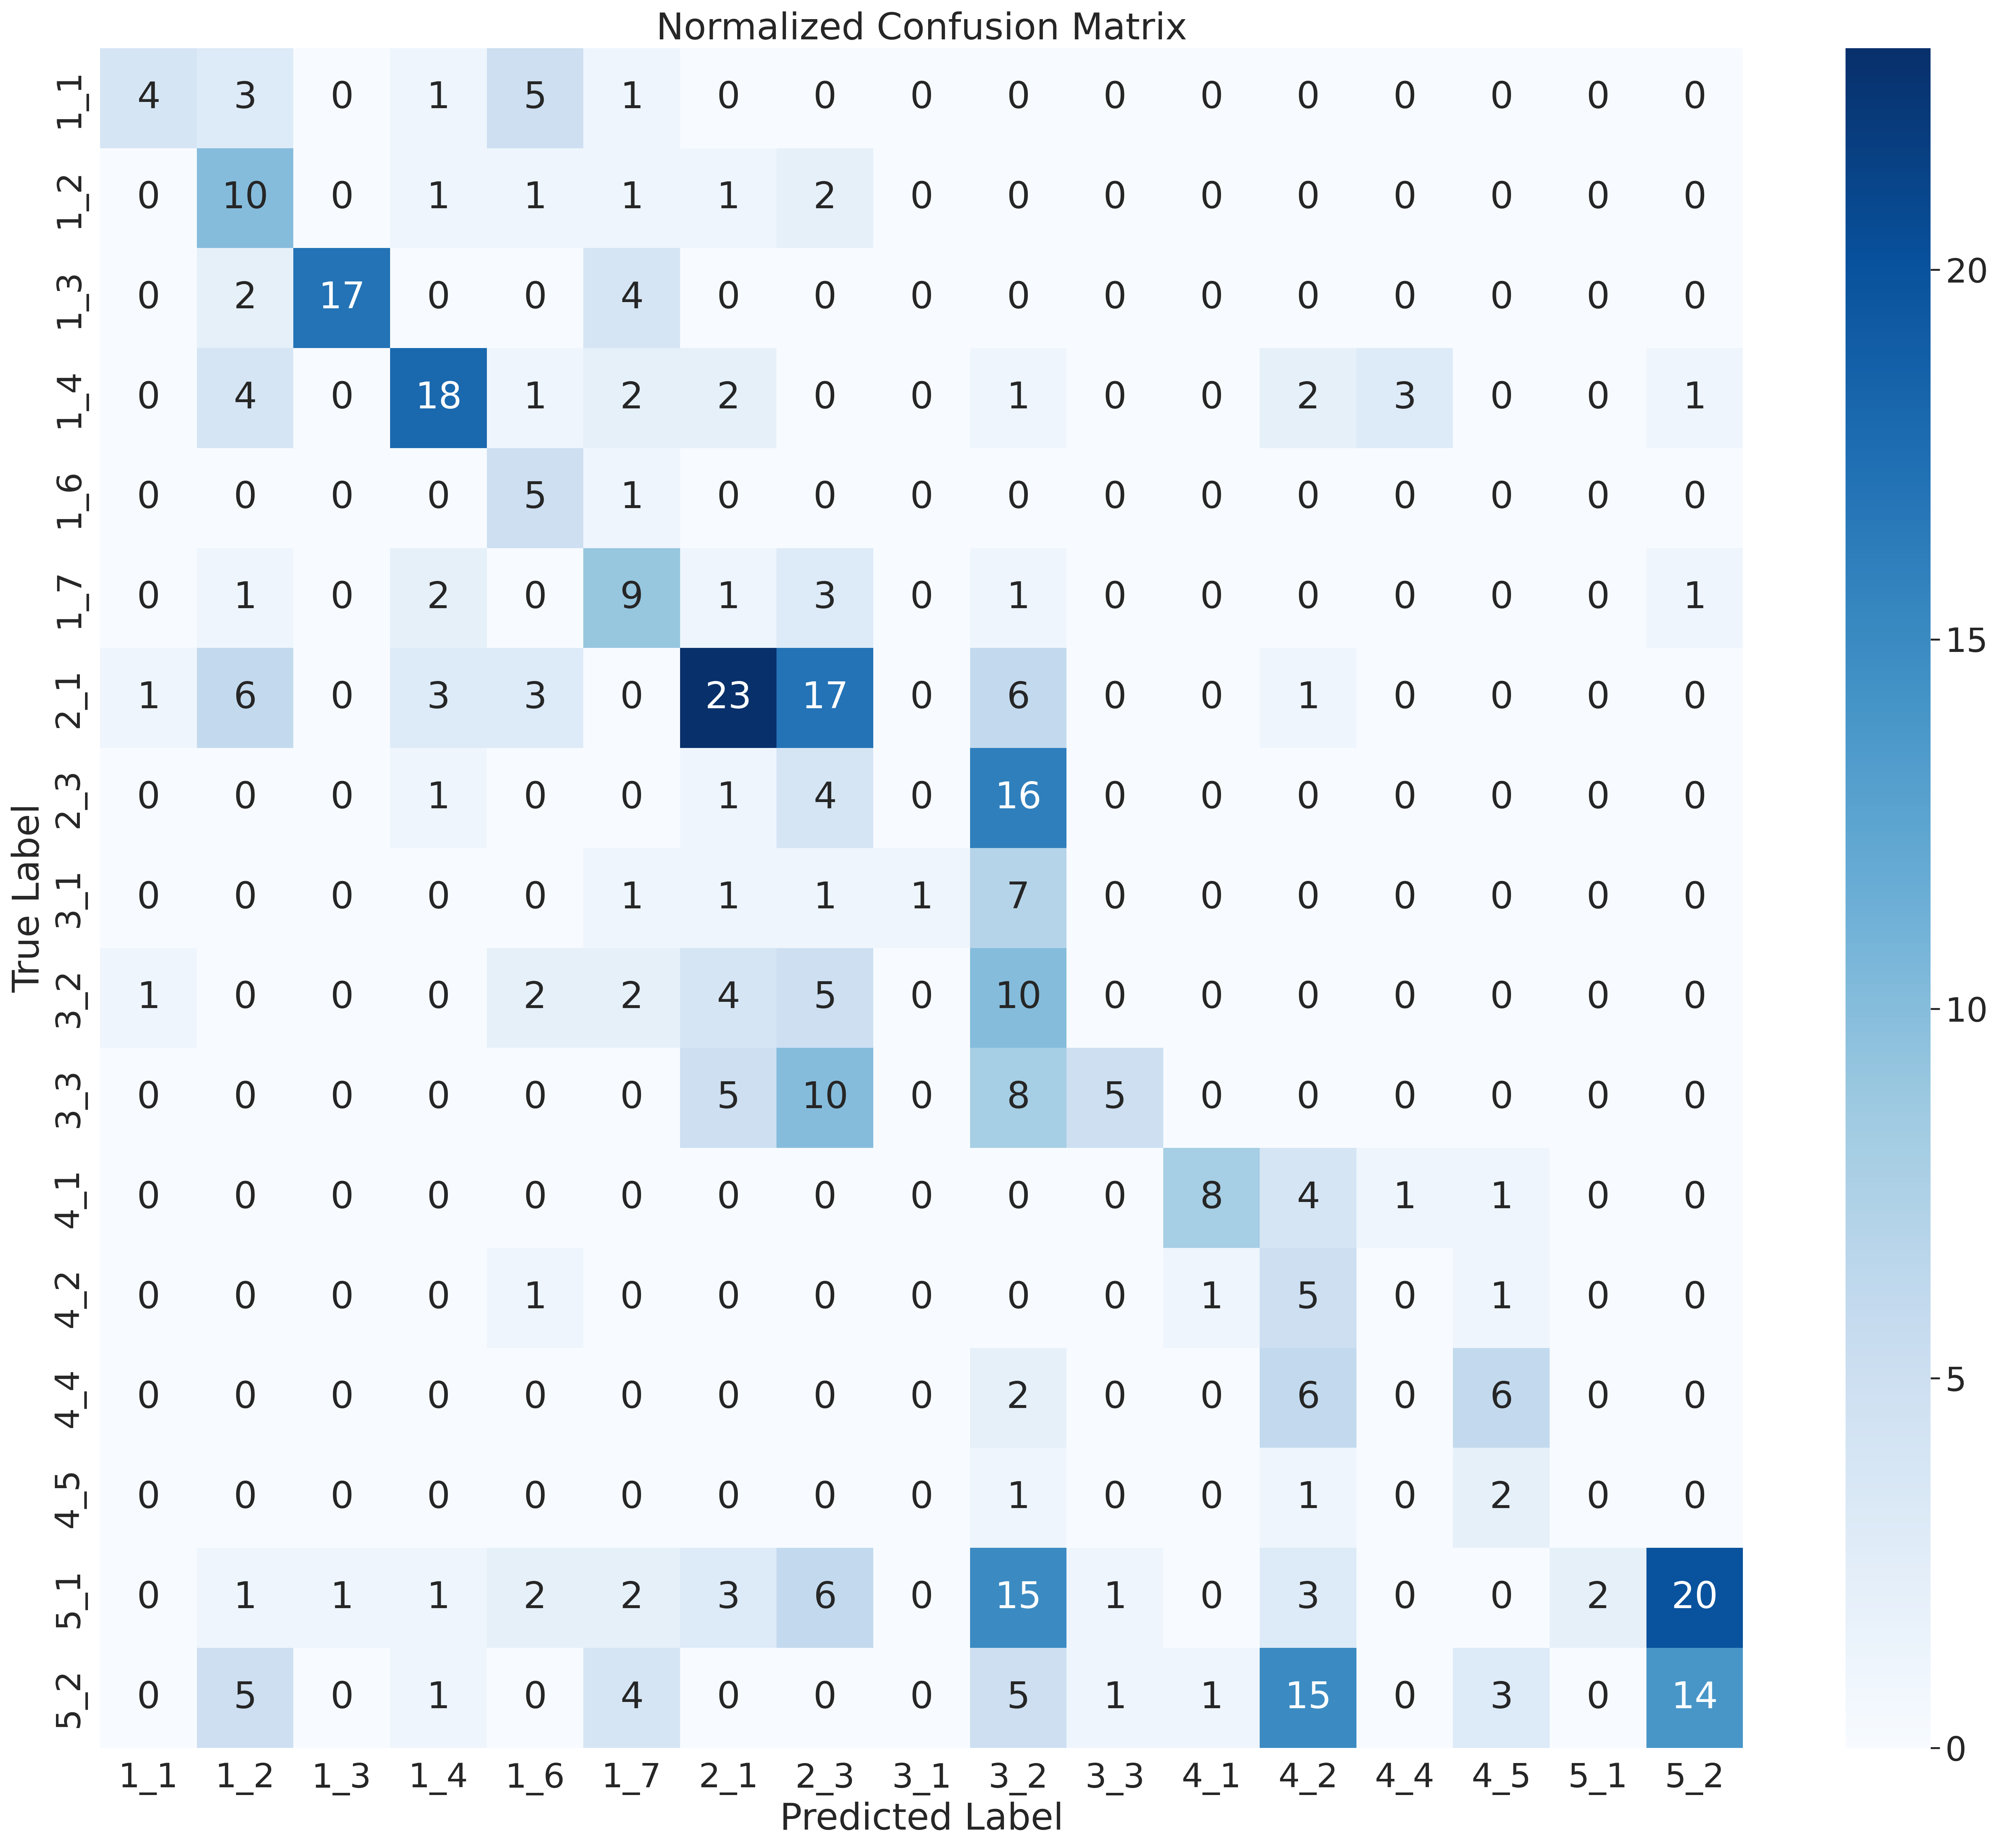 Normalized Confusion Matrix
1_1 4 3 0 1 5 1 0 0 0 0 0 0 0 0 0 0 0
1_2 0 10 0 1 1 1 1 2 0 0 0 0 0 0 0 0 0
1_3 0 2 17 0 0 4 0 0 0 0 0 0 0 0 0 0 0
1_4 0 4 0 18 1 2 2 0 0 1 0 0 2 3 0 0 1
1_6 0 0 0 0 5 1 0 0 0 0 0 0 0 0 0 0 0
1_7 0 1 0 2 0 9 1 3 0 1 0 0 0 0 0 0 1
2_1 1 6 0 3 3 0 23 17 0 6 0 0 1 0 0 0 0
2_3 0 0 0 1 0 0 1 4 0 16 0 0 0 0 0 0 0
3_1 0 0 0 0 0 1 1 1 1 7 0 0 0 0 0 0 0
3_2 1 0 0 0 2 2 4 5 0 10 0 0 0 0 0 0 0
3_3 0 0 0 0 0 0 5 10 0 8 5 0 0 0 0 0 0
4_1 0 0 0 0 0 0 0 0 0 0 0 8 4 1 1 0 0
4_2 0 0 0 0 1 0 0 0 0 0 0 1 5 0 1 0 0
4_4 0 0 0 0 0 0 0 0 0 2 0 0 6 0 6 0 0
4_5 0 0 0 0 0 0 0 0 0 1 0 0 1 0 2 0 0
5_1 0 1 1 1 2 2 3 6 0 15 1 0 3 0 0 2 20
5_2 0 5 0 1 0 4 0 0 0 5 1 1 15 0 3 0 14
1_1 1_2 1_3 1_4 1_6 1_7 2_1 2_3 3_1 3_2 3_3 4_1 4_2 4_4 4_5 5_1 5_2
Predicted Label
True Label
20
15
10
5
0